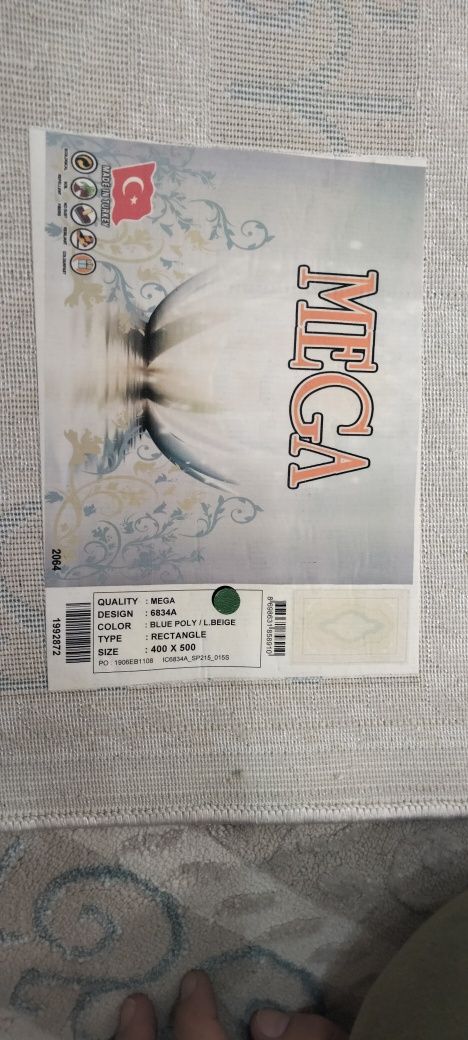 MADE IN TURKEY
MEGA
2064
1992872
QUALITY : MEGA
DESIGN : 6834A
COLOR : BLUE POLY / L.BEIGE
TYPE : RECTANGLE
SIZE : 400 X 500
PO : 1906EB1108 IC6834A_SP215_015S